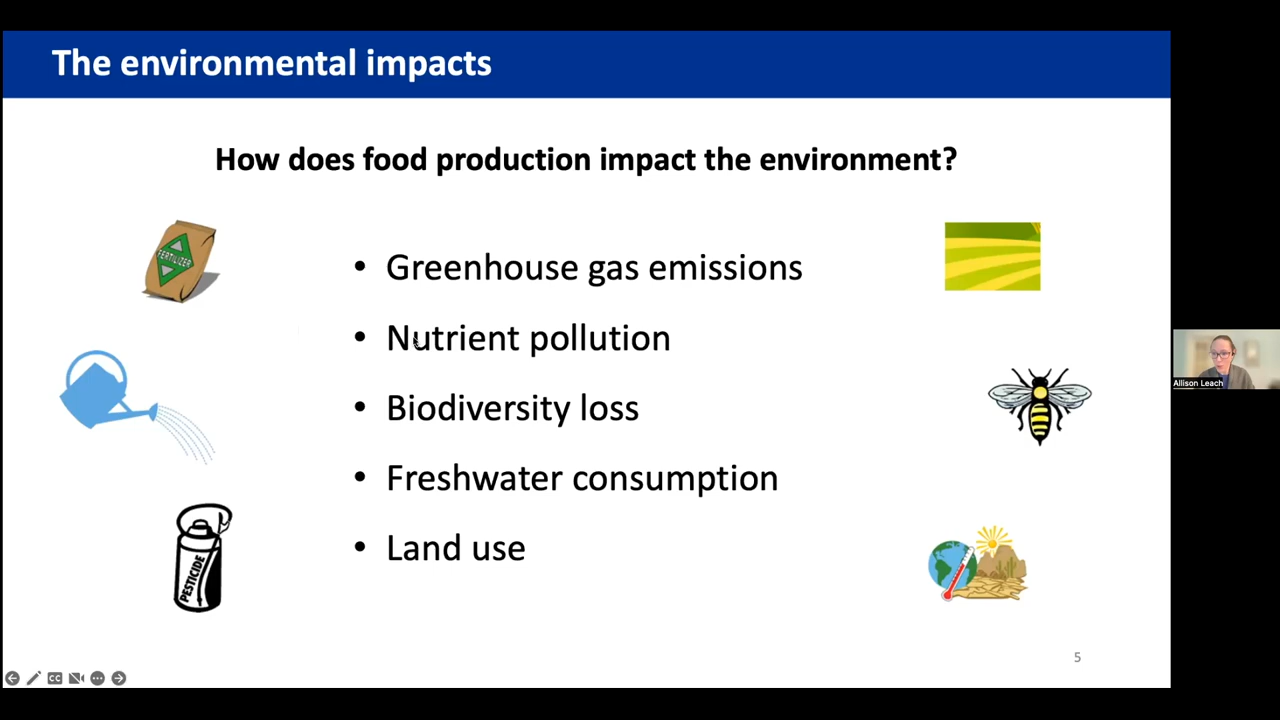 The environmental impacts
How does food production impact the environment?
FERTILIZER
• Greenhouse gas emissions
• Nutrient pollution
• Biodiversity loss
• Freshwater consumption
• Land use
PESTICIDE
Allison Leach
5
CC